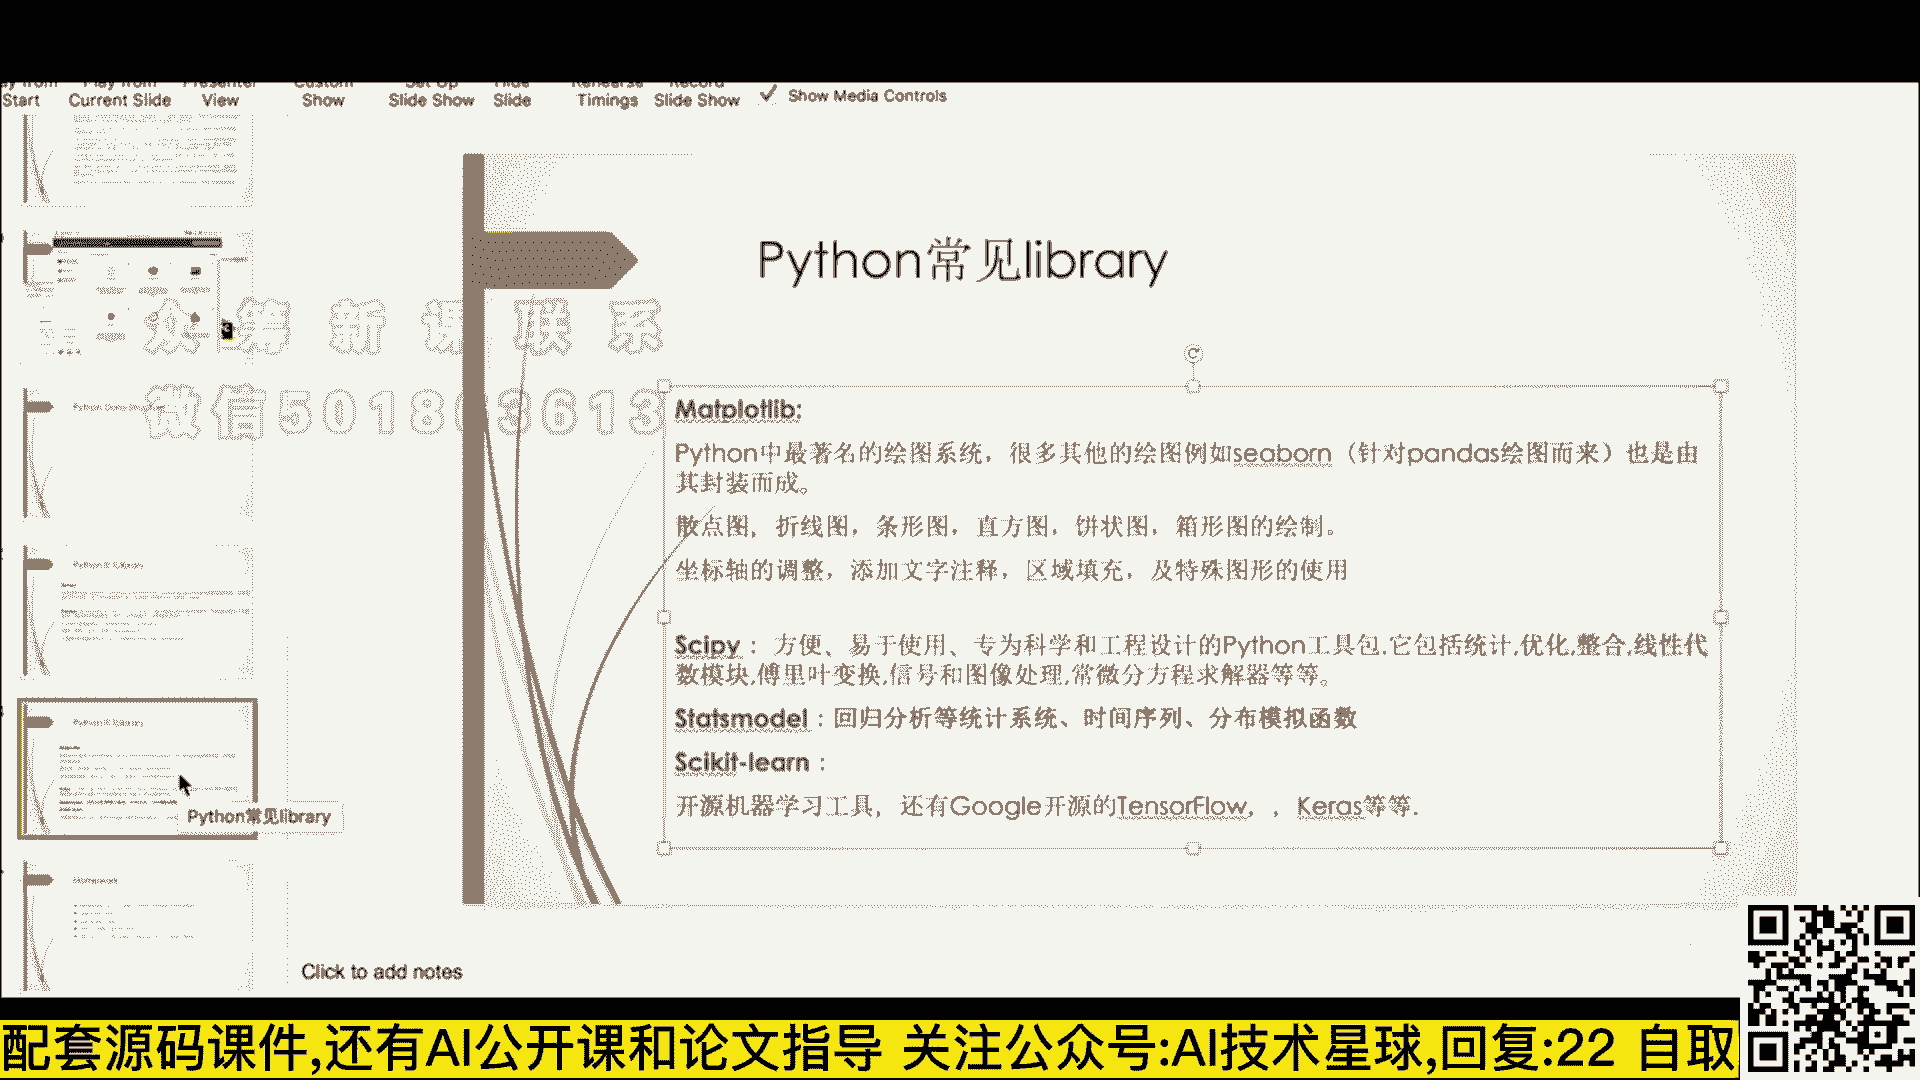 Start
Current Slide
View
Custom
Show
Set Up
Slide Show
Hide
Slide
Rehearse
Timings
Record
Slide Show
Show Media Controls
Python常见library
众筹新课联系
Matplotlib:
Python中最著名的绘图系统，很多其他的绘图例如seaborn（针对pandas绘图而来）也是由
其封装而成。
散点图，折线图，条形图，直方图，饼状图，箱形图的绘制。
坐标轴的调整，添加文字注释，区域填充，及特殊图形的使用
Scipy：方便、易于使用、专为科学和工程设计的Python工具包.它包括统计,优化,整合,线性代
数模块,傅里叶变换,信号和图像处理,常微分方程求解器等等。
Statsmodel：回归分析等统计系统、时间序列、分布模拟函数
Scikit-learn：
开源机器学习工具，还有Google开源的TensorFlow，，Keras等等.
Python常见library
Click to add notes
配套源码课件,还有AI公开课和论文指导 关注公众号:AI技术星球,回复:22 自取